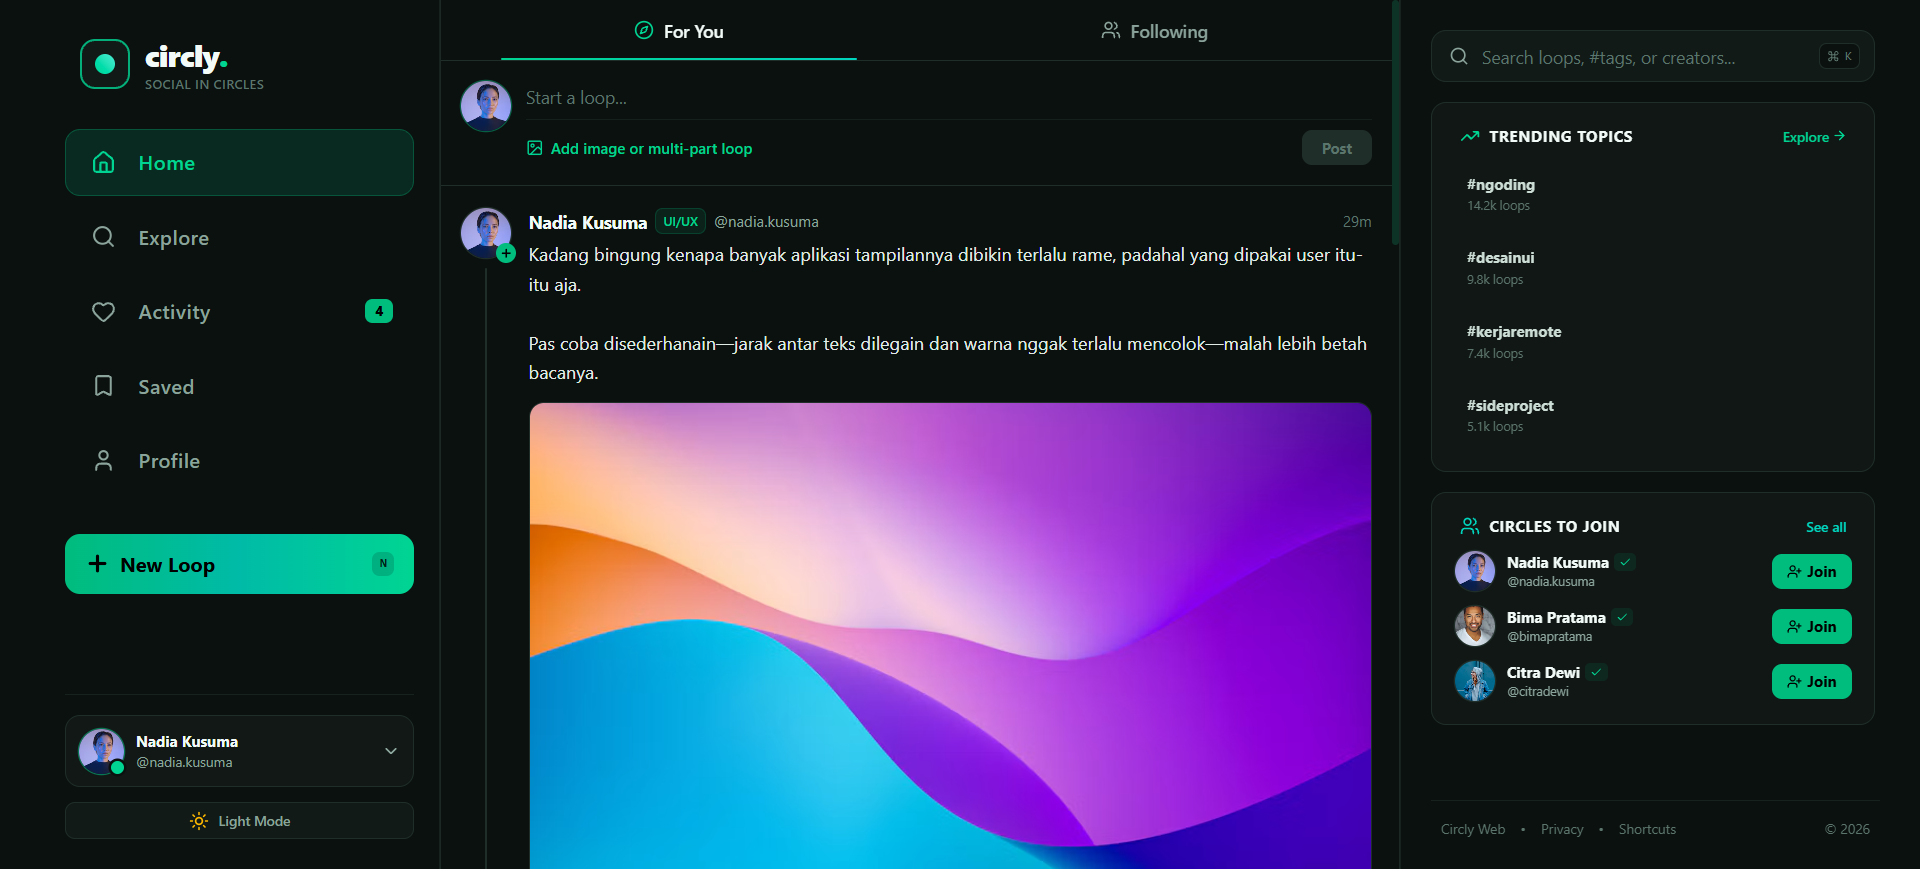 circly.
SOCIAL IN CIRCLES
Home
Explore
Activity
4
Saved
Profile
New Loop
N
Nadia Kusuma
@nadia.kusuma
Light Mode
For You
Following
Start a loop...
Add image or multi-part loop
Post
Nadia Kusuma UI/UX @nadia.kusuma 29m
Kadang bingung kenapa banyak aplikasi tampilannya dibikin terlalu rame, padahal yang dipakai user itu-
itu aja.
Pas coba disederhanain—jarak antar teks dilegain dan warna nggak terlalu mencolok—malah lebih betah
bacanya.
Search loops, #tags, or creators...
⌘ K
TRENDING TOPICS
Explore →
#ngoding
14.2k loops
#desainui
9.8k loops
#kerjaremote
7.4k loops
#sideproject
5.1k loops
CIRCLES TO JOIN
See all
Nadia Kusuma
@nadia.kusuma
Join
Bima Pratama
@bimapratama
Join
Citra Dewi
@citradewi
Join
Circly Web • Privacy • Shortcuts
© 2026